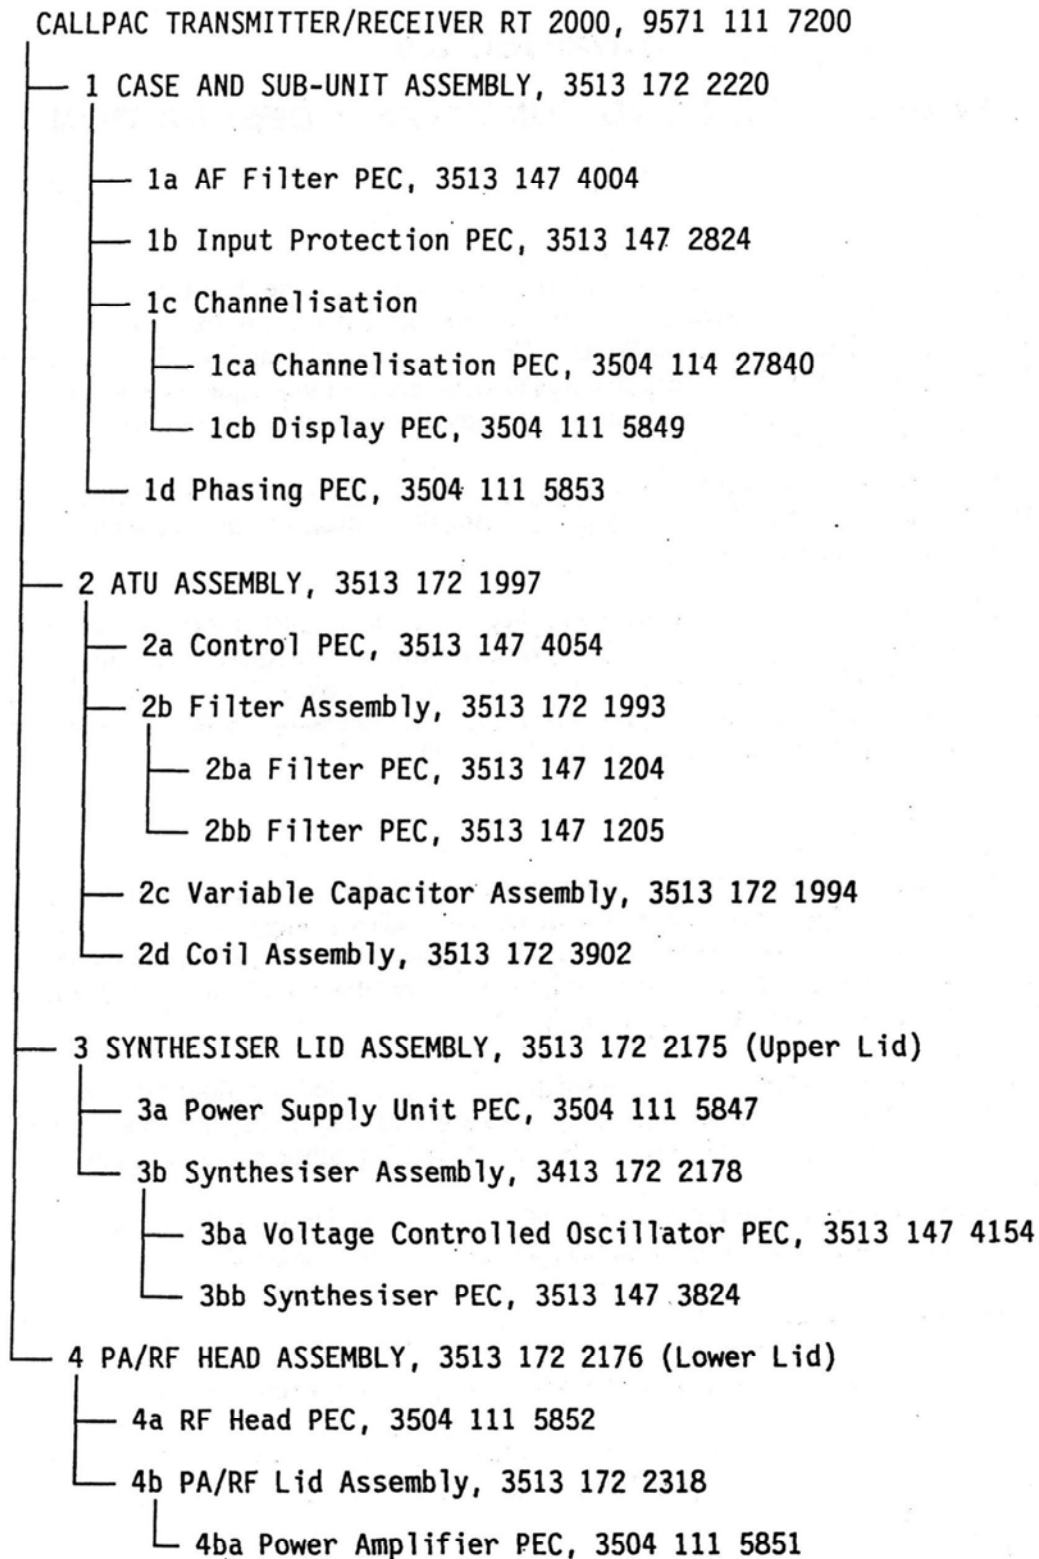 CALLPAC TRANSMITTER/RECEIVER RT 2000, 9571 111 7200
1 CASE AND SUB-UNIT ASSEMBLY, 3513 172 2220
1a AF Filter PEC, 3513 147 4004
1b Input Protection PEC, 3513 147 2824
1c Channelisation
1ca Channelisation PEC, 3504 114 27840
1cb Display PEC, 3504 111 5849
1d Phasing PEC, 3504 111 5853
2 ATU ASSEMBLY, 3513 172 1997
2a Control PEC, 3513 147 4054
2b Filter Assembly, 3513 172 1993
2ba Filter PEC, 3513 147 1204
2bb Filter PEC, 3513 147 1205
2c Variable Capacitor Assembly, 3513 172 1994
2d Coil Assembly, 3513 172 3902
3 SYNTHESISER LID ASSEMBLY, 3513 172 2175 (Upper Lid)
3a Power Supply Unit PEC, 3504 111 5847
3b Synthesiser Assembly, 3413 172 2178
3ba Voltage Controlled Oscillator PEC, 3513 147 4154
3bb Synthesiser PEC, 3513 147 3824
4 PA/RF HEAD ASSEMBLY, 3513 172 2176 (Lower Lid)
4a RF Head PEC, 3504 111 5852
4b PA/RF Lid Assembly, 3513 172 2318
4ba Power Amplifier PEC, 3504 111 5851